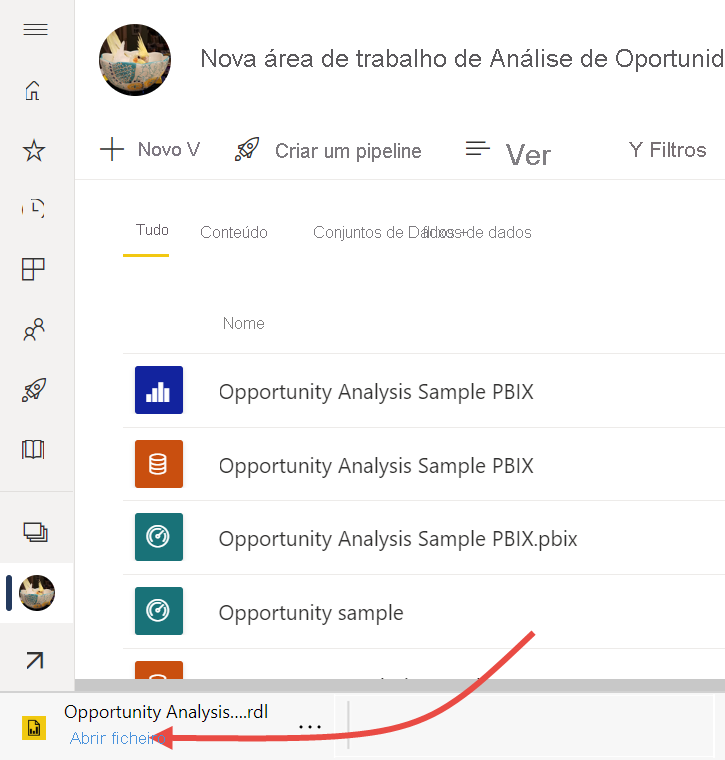 Nova área de trabalho de Análise de Oportunid
Novo V
Criar um pipeline
Ver
Y Filtros
Tudo
Conteúdo
Conjuntos de Dados + fluxos de dados
Nome
Opportunity Analysis Sample PBIX
Opportunity Analysis Sample PBIX
Opportunity Analysis Sample PBIX.pbix
Opportunity sample
Opportunity Analysis....rdl
Abrir ficheiro